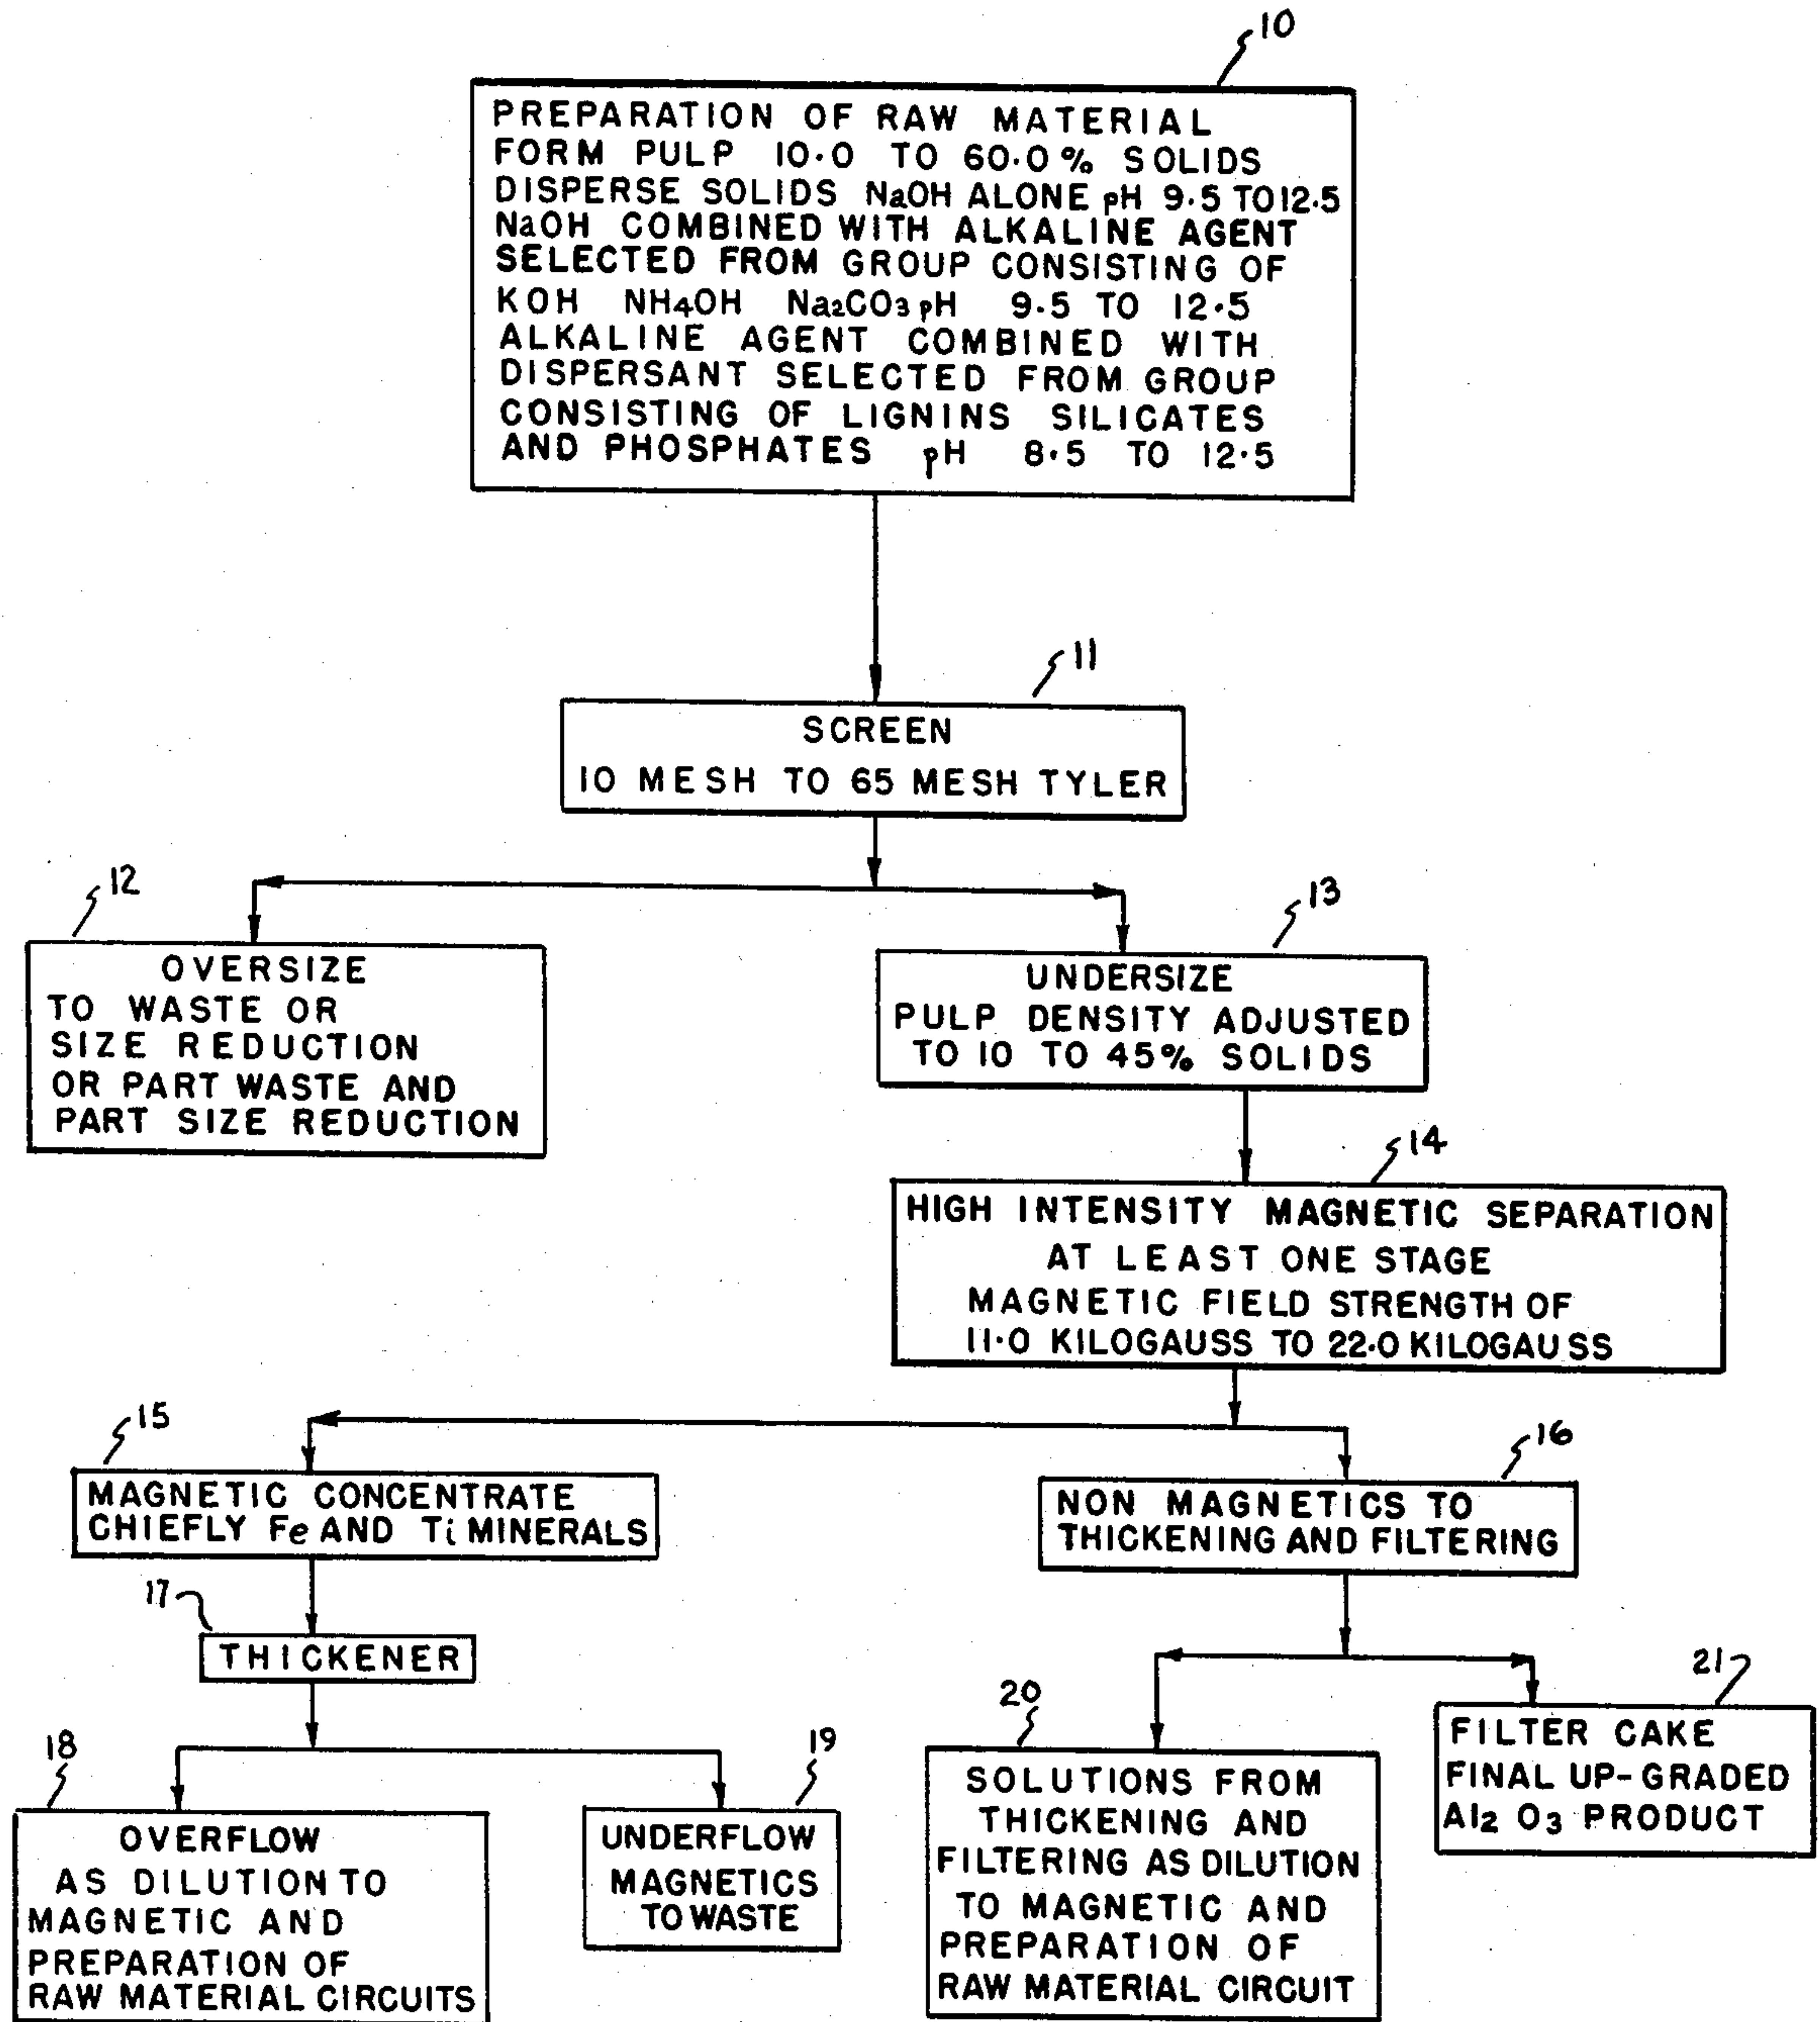 10
PREPARATION OF RAW MATERIAL
FORM PULP 10.0 TO 60.0% SOLIDS
DISPERSE SOLIDS NaOH ALONE pH 9.5 TO 12.5
NaOH COMBINED WITH ALKALINE AGENT
SELECTED FROM GROUP CONSISTING OF
KOH NH4OH Na2CO3 pH 9.5 TO 12.5
ALKALINE AGENT COMBINED WITH
DISPERSANT SELECTED FROM GROUP
CONSISTING OF LIGNINS SILICATES
AND PHOSPHATES pH 8.5 TO 12.5
11
SCREEN
10 MESH TO 65 MESH TYLER
12
OVERSIZE
TO WASTE OR
SIZE REDUCTION
OR PART WASTE AND
PART SIZE REDUCTION
13
UNDERSIZE
PULP DENSITY ADJUSTED
TO 10 TO 45% SOLIDS
14
HIGH INTENSITY MAGNETIC SEPARATION
AT LEAST ONE STAGE
MAGNETIC FIELD STRENGTH OF
11.0 KILOGAUSS TO 22.0 KILOGAUSS
15
MAGNETIC CONCENTRATE
CHIEFLY Fe AND Ti MINERALS
16
NON MAGNETICS TO
THICKENING AND FILTERING
17
THICKENER
18
OVERFLOW
AS DILUTION TO
MAGNETIC AND
PREPARATION OF
RAW MATERIAL CIRCUITS
19
UNDERFLOW
MAGNETICS
TO WASTE
20
SOLUTIONS FROM
THICKENING AND
FILTERING AS DILUTION
TO MAGNETIC AND
PREPARATION OF
RAW MATERIAL CIRCUIT
21
FILTER CAKE
FINAL UP-GRADED
Al2 O3 PRODUCT